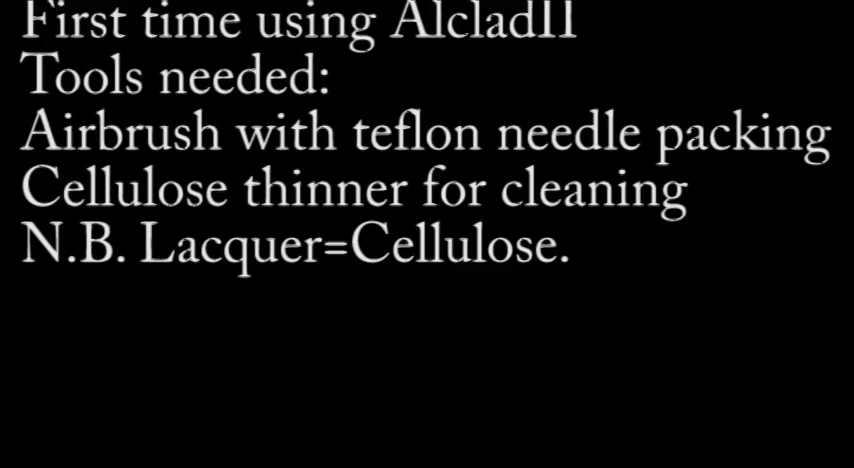 First time using AlcladII
Tools needed:
Airbrush with teflon needle packing
Cellulose thinner for cleaning
N.B. Lacquer=Cellulose.